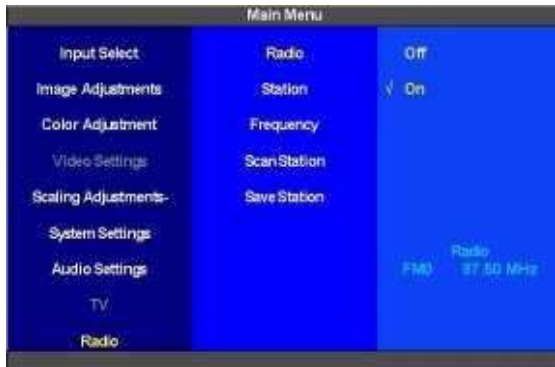 Main Menu
Input Select
Image Adjustments
Color Adjustment
Video Settings
Scaling Adjustments-
System Settings
Audio Settings
TV
Radio
Radio
Station
Frequency
Scan Station
Save Station
Off
√ On
Radio
FM0 87.50 MHz